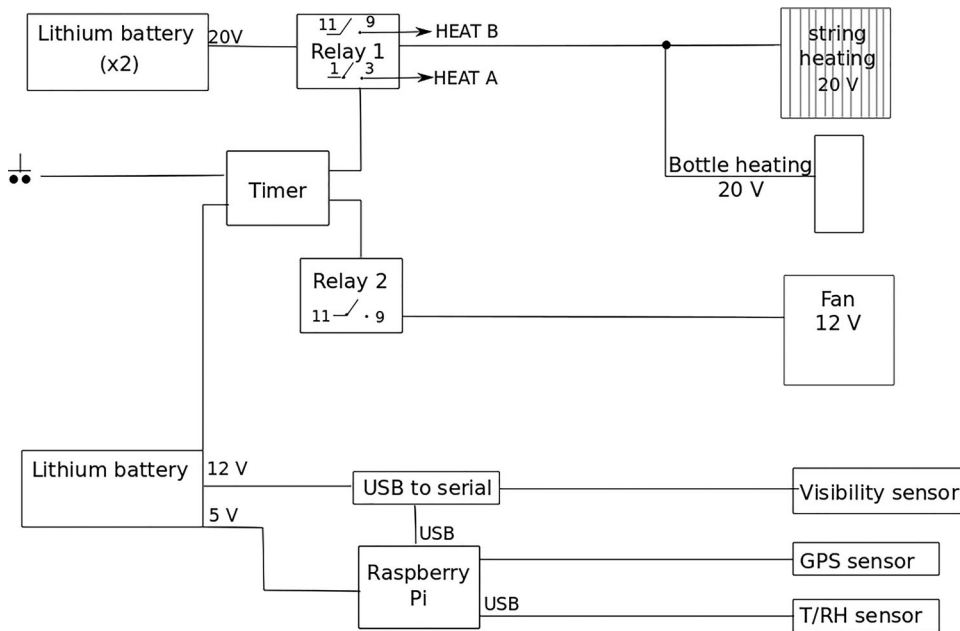 Lithium battery
(x2)
20V
11 9
Relay 1
1 3
HEAT B
HEAT A
string
heating
20 V
Timer
Bottle heating
20 V
Relay 2
11 9
Fan
12 V
Lithium battery
12 V
5 V
USB to serial
Visibility sensor
USB
Raspberry
Pi
GPS sensor
USB
T/RH sensor